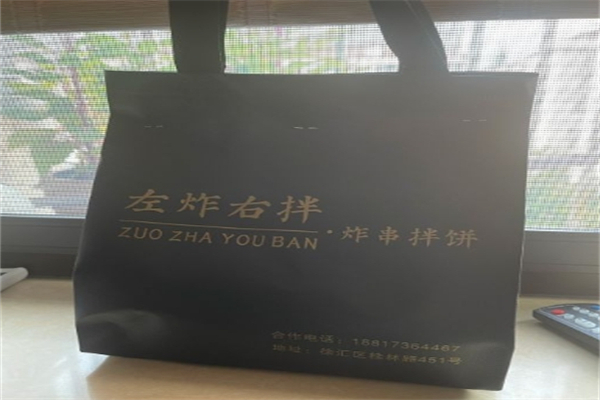 左炸右拌
ZUO ZHA YOU BAN
·炸串拌饼
合作电话：18817364467
地址：徐汇区桂林路451号